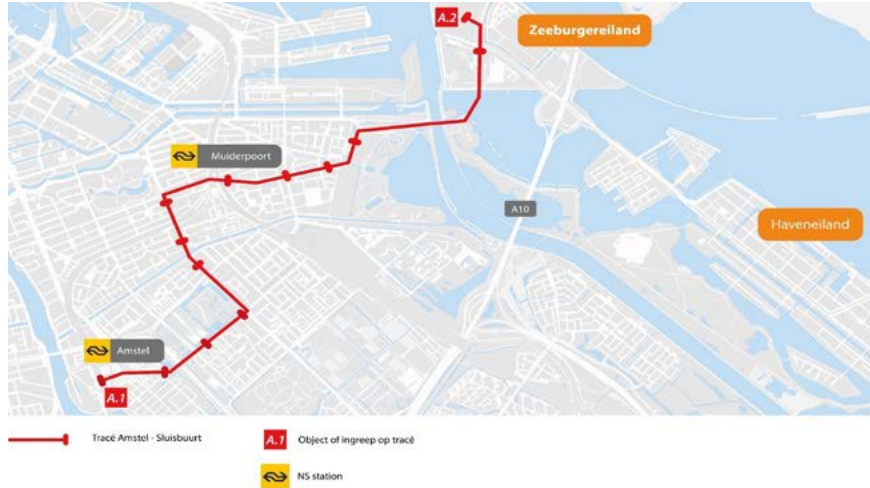 A.2
Zeeburgereiland
Muiderpoort
A10
Haveneiland
Amstel
A.1
Tracé Amstel - Sluisbuurt
A.1 Object of ingreep op tracé
NS station